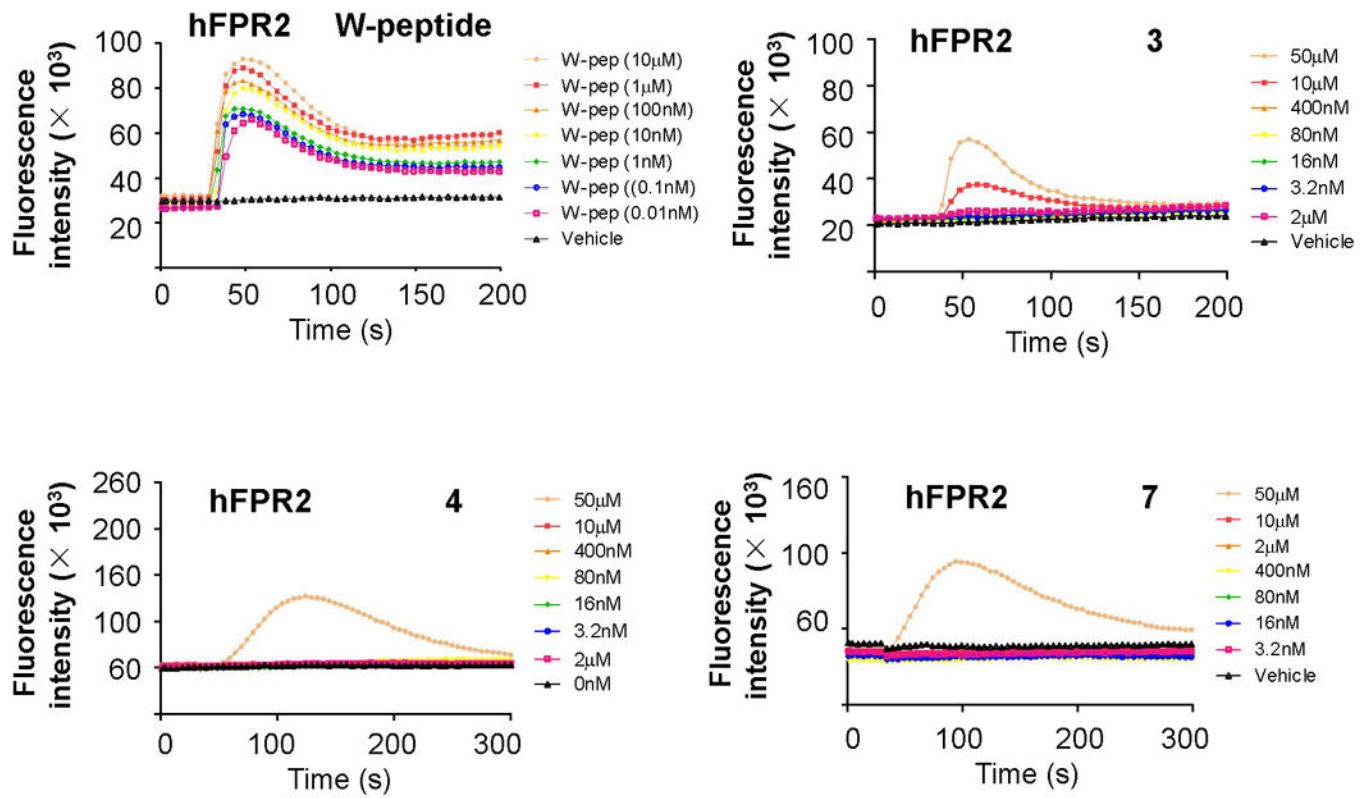 hFPR2 W-peptide
Fluorescence
intensity (× 10³)
100
80
60
40
20
0 50 100 150 200
Time (s)
W-pep (10μM)
W-pep (1μM)
W-pep (100nM)
W-pep (10nM)
W-pep (1nM)
W-pep ((0.1nM)
W-pep (0.01nM)
Vehicle
hFPR2 3
Fluorescence
intensity (× 10³)
100
80
60
40
20
0 50 100 150 200
Time (s)
50μM
10μM
400nM
80nM
16nM
3.2nM
2μM
Vehicle
hFPR2 4
Fluorescence
intensity (× 10³)
260
200
160
100
60
0 100 200 300
Time (s)
50μM
10μM
400nM
80nM
16nM
3.2nM
2μM
0nM
hFPR2 7
Fluorescence
intensity (× 10³)
160
100
60
0 100 200 300
Time (s)
50μM
10μM
2μM
400nM
80nM
16nM
3.2nM
Vehicle